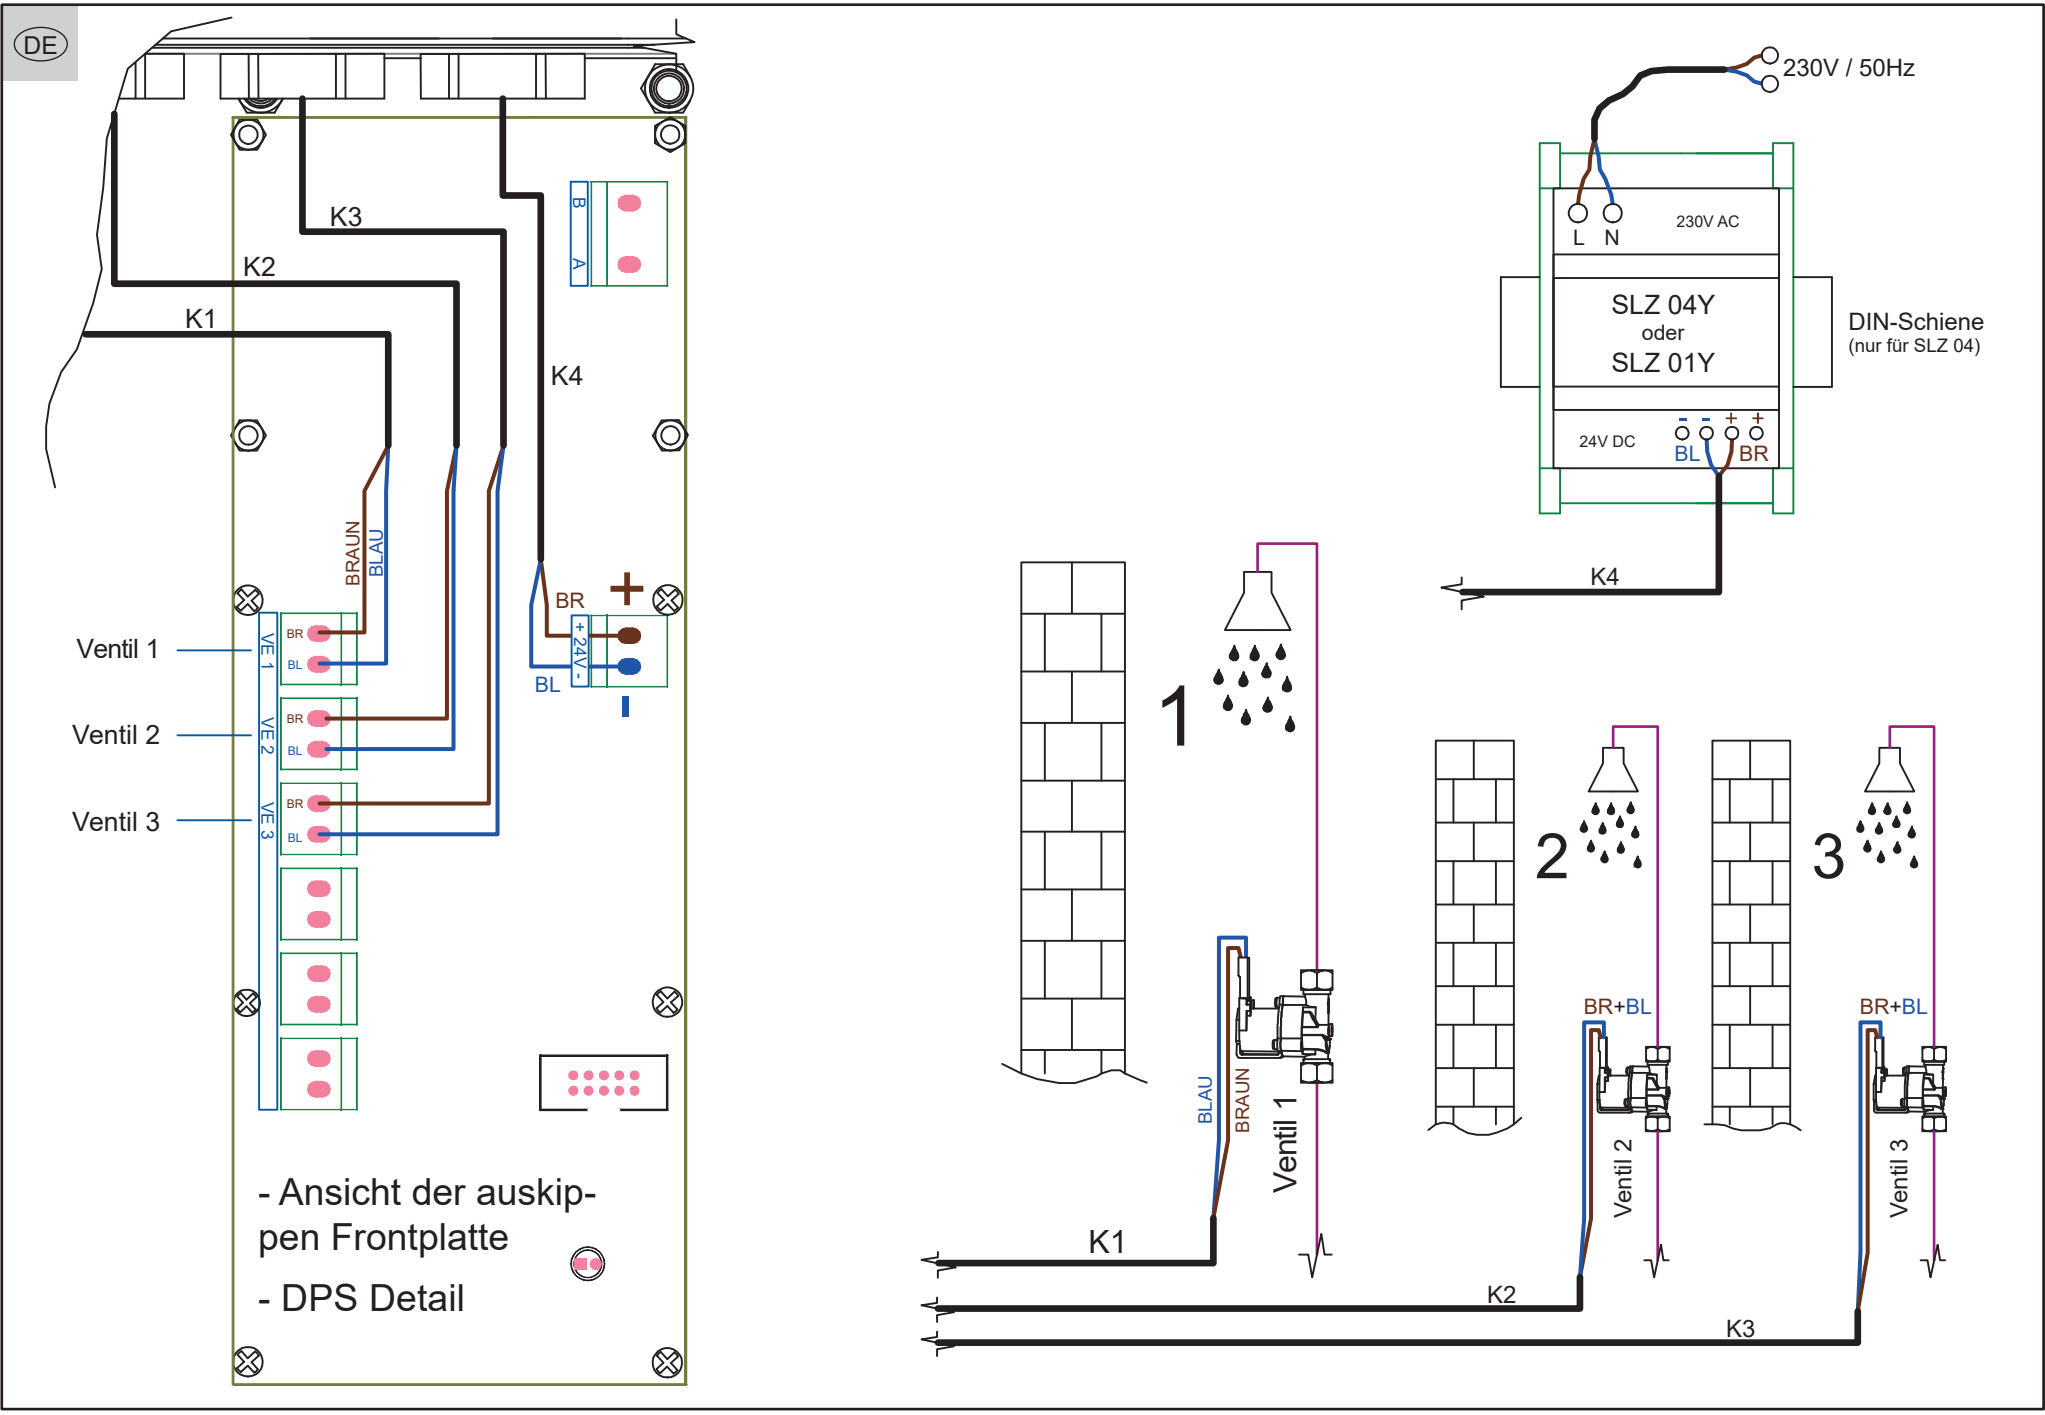 DE
K3
K2
K1
K4
B
A
BRAUN
BLAU
BR
+
+ 24V -
BL
-
Ventil 1
VE 1
BR
BL
Ventil 2
VE 2
BR
BL
Ventil 3
VE 3
BR
BL
- Ansicht der auskip-
pen Frontplatte
- DPS Detail
230V / 50Hz
L N
230V AC
SLZ 04Y
oder
SLZ 01Y
DIN-Schiene
(nur für SLZ 04)
- - + +
24V DC
BL BR
K4
1
2
3
BLAU
BRAUN
Ventil 1
BR+BL
Ventil 2
BR+BL
Ventil 3
K1
K2
K3